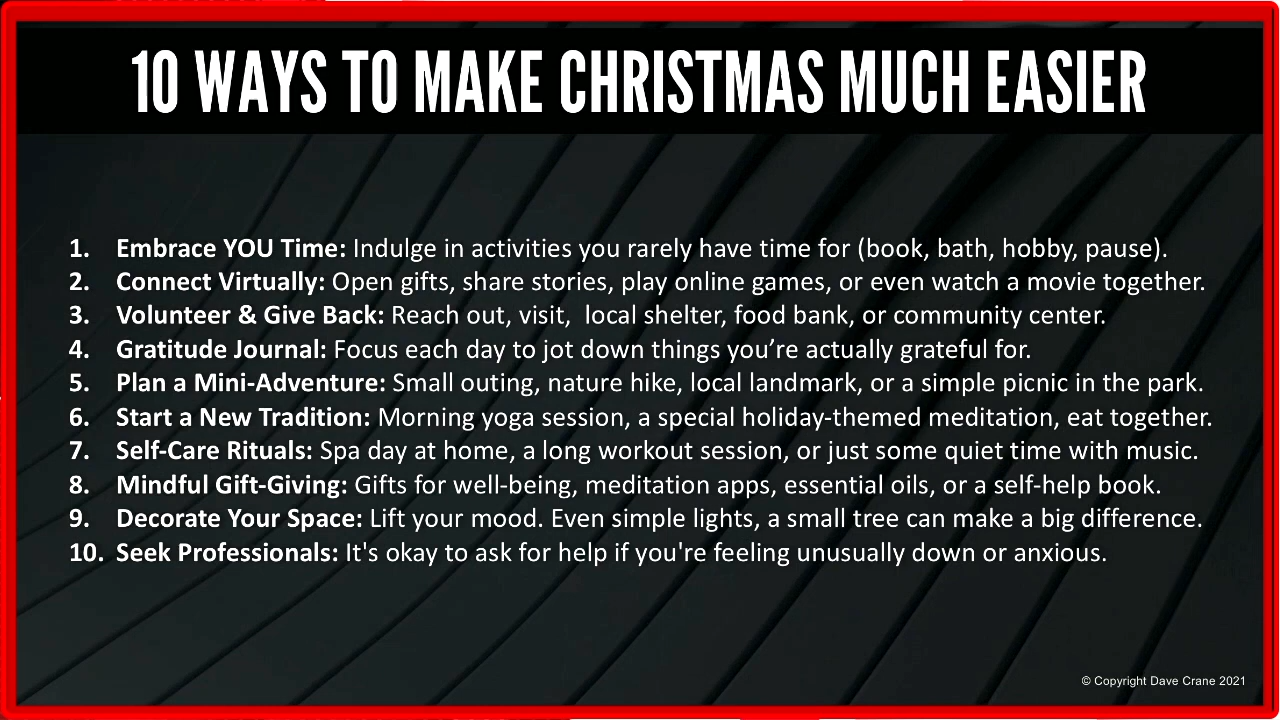 10 WAYS TO MAKE CHRISTMAS MUCH EASIER
1. Embrace YOU Time: Indulge in activities you rarely have time for (book, bath, hobby, pause).
2. Connect Virtually: Open gifts, share stories, play online games, or even watch a movie together.
3. Volunteer & Give Back: Reach out, visit,  local shelter, food bank, or community center.
4. Gratitude Journal: Focus each day to jot down things you’re actually grateful for.
5. Plan a Mini-Adventure: Small outing, nature hike, local landmark, or a simple picnic in the park.
6. Start a New Tradition: Morning yoga session, a special holiday-themed meditation, eat together.
7. Self-Care Rituals: Spa day at home, a long workout session, or just some quiet time with music.
8. Mindful Gift-Giving: Gifts for well-being, meditation apps, essential oils, or a self-help book.
9. Decorate Your Space: Lift your mood. Even simple lights, a small tree can make a big difference.
10. Seek Professionals: It's okay to ask for help if you're feeling unusually down or anxious.
© Copyright Dave Crane 2021